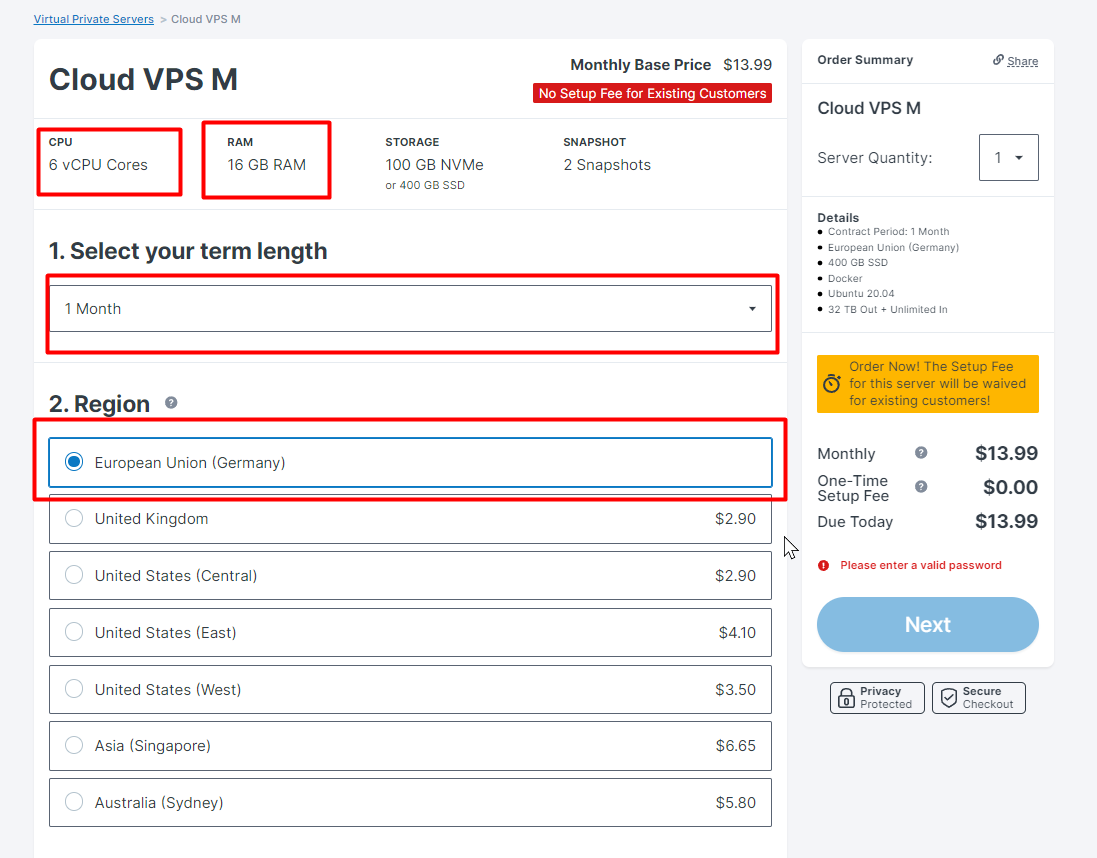 Virtual Private Servers > Cloud VPS M
Cloud VPS M
Monthly Base Price $13.99
No Setup Fee for Existing Customers
CPU
6 vCPU Cores
RAM
16 GB RAM
STORAGE
100 GB NVMe
or 400 GB SSD
SNAPSHOT
2 Snapshots
1. Select your term length
1 Month
2. Region ?
European Union (Germany)
United Kingdom $2.90
United States (Central) $2.90
United States (East) $4.10
United States (West) $3.50
Asia (Singapore) $6.65
Australia (Sydney) $5.80
Order Summary Share
Cloud VPS M
Server Quantity: 1
Details
Contract Period: 1 Month
European Union (Germany)
400 GB SSD
Docker
Ubuntu 20.04
32 TB Out + Unlimited In
Order Now! The Setup Fee
for this server will be waived
for existing customers!
Monthly ? $13.99
One-Time
Setup Fee ? $0.00
Due Today $13.99
! Please enter a valid password
Next
Privacy
Protected
Secure
Checkout